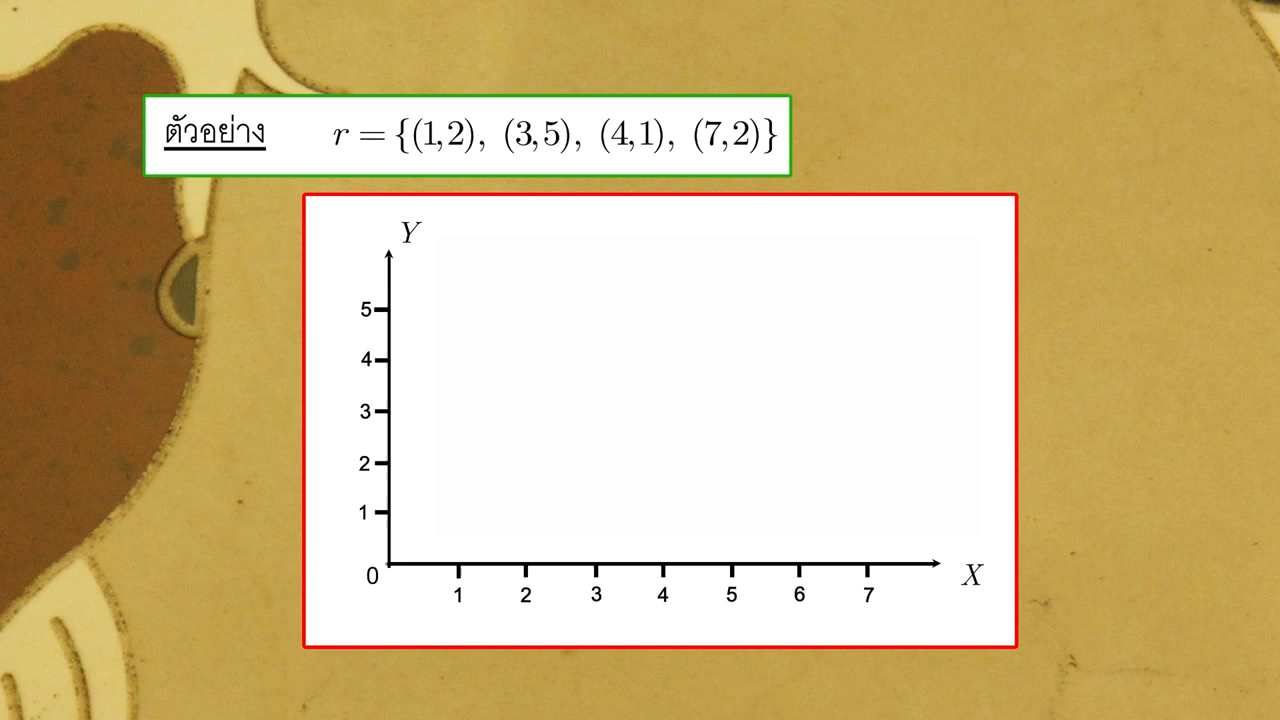 ตัวอย่าง r = {(1,2), (3,5), (4,1), (7,2)}
Y
5
4
3
2
1
0
X
1 2 3 4 5 6 7